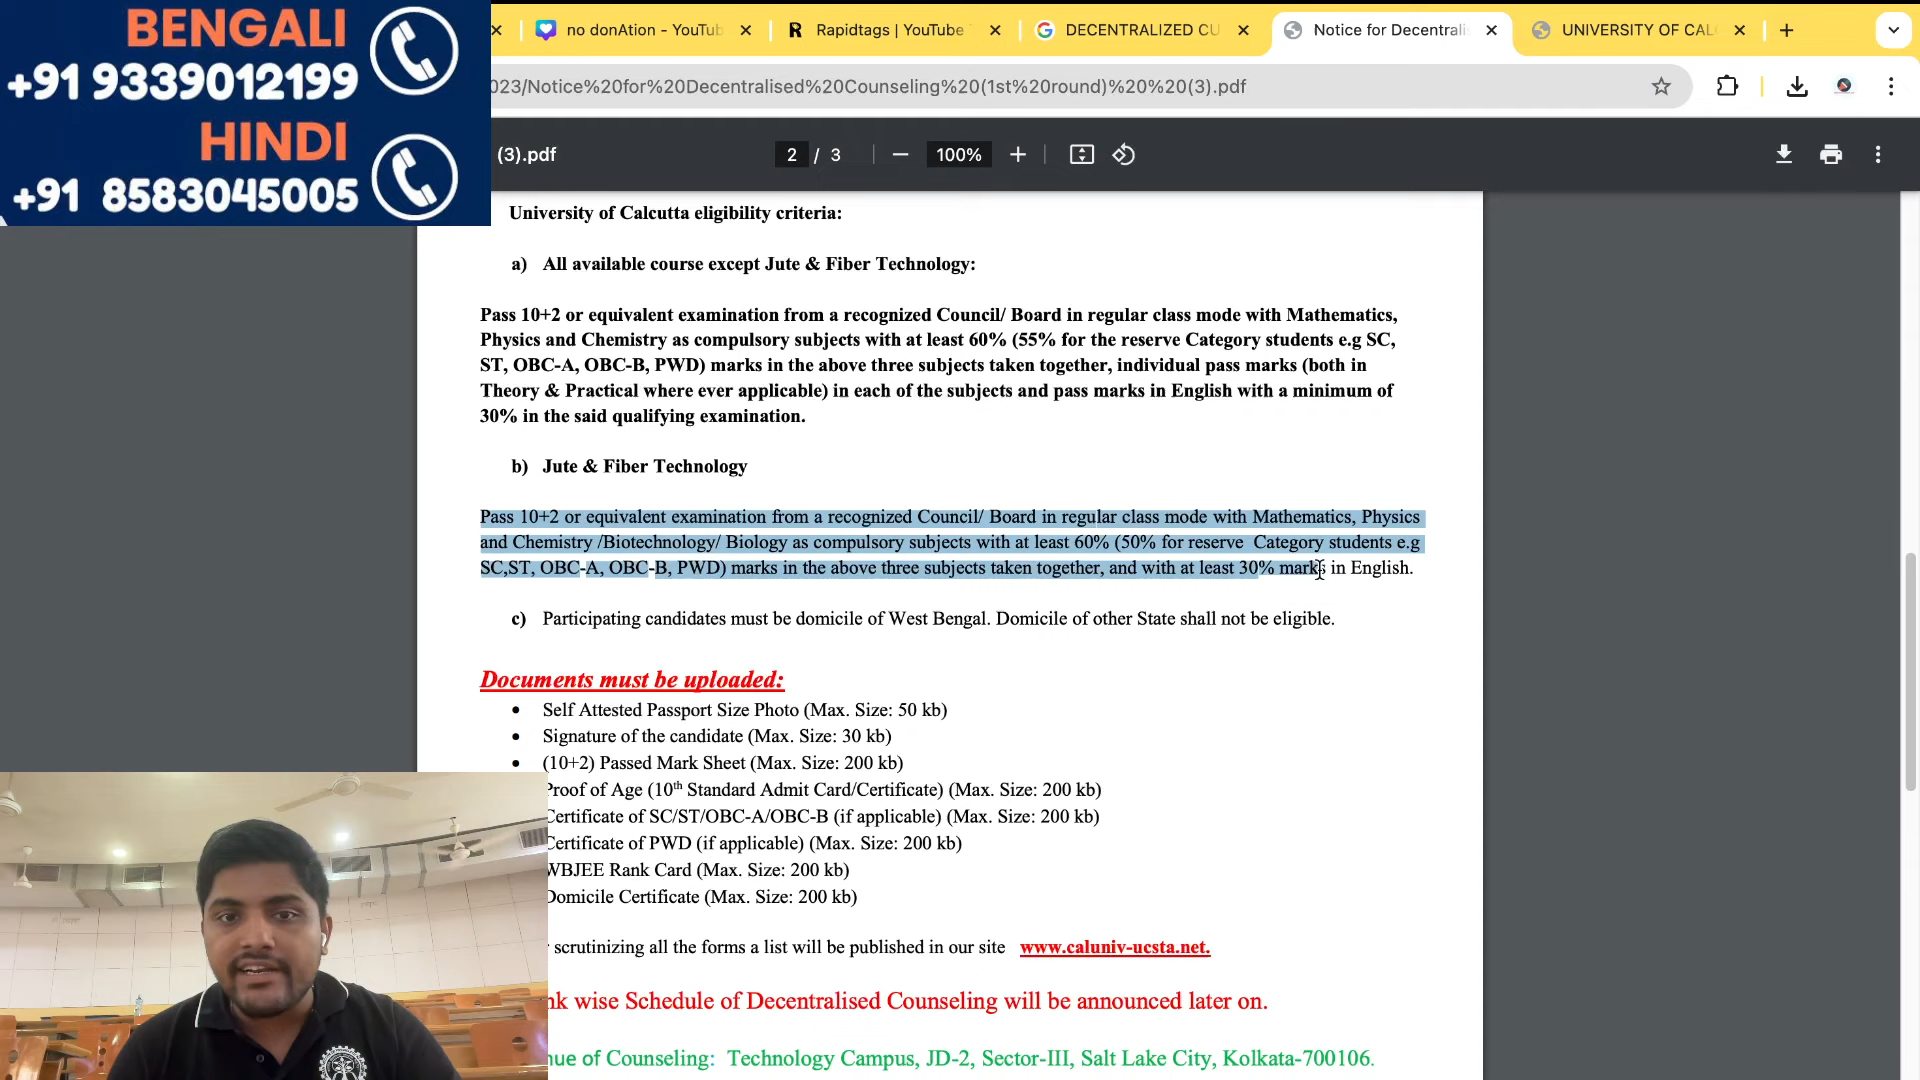 BENGALI
+91 9339012199
HINDI
+91 8583045005
no donAtion - YouTub
Rapidtags | YouTube
DECENTRALIZED CU
Notice for Decentrali
UNIVERSITY OF CAL
023/Notice%20for%20Decentralised%20Counseling%20(1st%20round)%20%20(3).pdf
(3).pdf
2 / 3
100%
University of Calcutta eligibility criteria:
a) All available course except Jute & Fiber Technology:
Pass 10+2 or equivalent examination from a recognized Council/ Board in regular class mode with Mathematics,
Physics and Chemistry as compulsory subjects with at least 60% (55% for the reserve Category students e.g SC,
ST, OBC-A, OBC-B, PWD) marks in the above three subjects taken together, individual pass marks (both in
Theory & Practical where ever applicable) in each of the subjects and pass marks in English with a minimum of
30% in the said qualifying examination.
b) Jute & Fiber Technology
Pass 10+2 or equivalent examination from a recognized Council/ Board in regular class mode with Mathematics, Physics
and Chemistry /Biotechnology/ Biology as compulsory subjects with at least 60% (50% for reserve Category students e.g
SC,ST, OBC-A, OBC-B, PWD) marks in the above three subjects taken together, and with at least 30% marks in English.
c) Participating candidates must be domicile of West Bengal. Domicile of other State shall not be eligible.
Documents must be uploaded:
• Self Attested Passport Size Photo (Max. Size: 50 kb)
• Signature of the candidate (Max. Size: 30 kb)
• (10+2) Passed Mark Sheet (Max. Size: 200 kb)
Proof of Age (10th Standard Admit Card/Certificate) (Max. Size: 200 kb)
Certificate of SC/ST/OBC-A/OBC-B (if applicable) (Max. Size: 200 kb)
Certificate of PWD (if applicable) (Max. Size: 200 kb)
WBJEE Rank Card (Max. Size: 200 kb)
Domicile Certificate (Max. Size: 200 kb)
scrutinizing all the forms a list will be published in our site www.caluniv-ucsta.net.
nk wise Schedule of Decentralised Counseling will be announced later on.
nue of Counseling: Technology Campus, JD-2, Sector-III, Salt Lake City, Kolkata-700106.